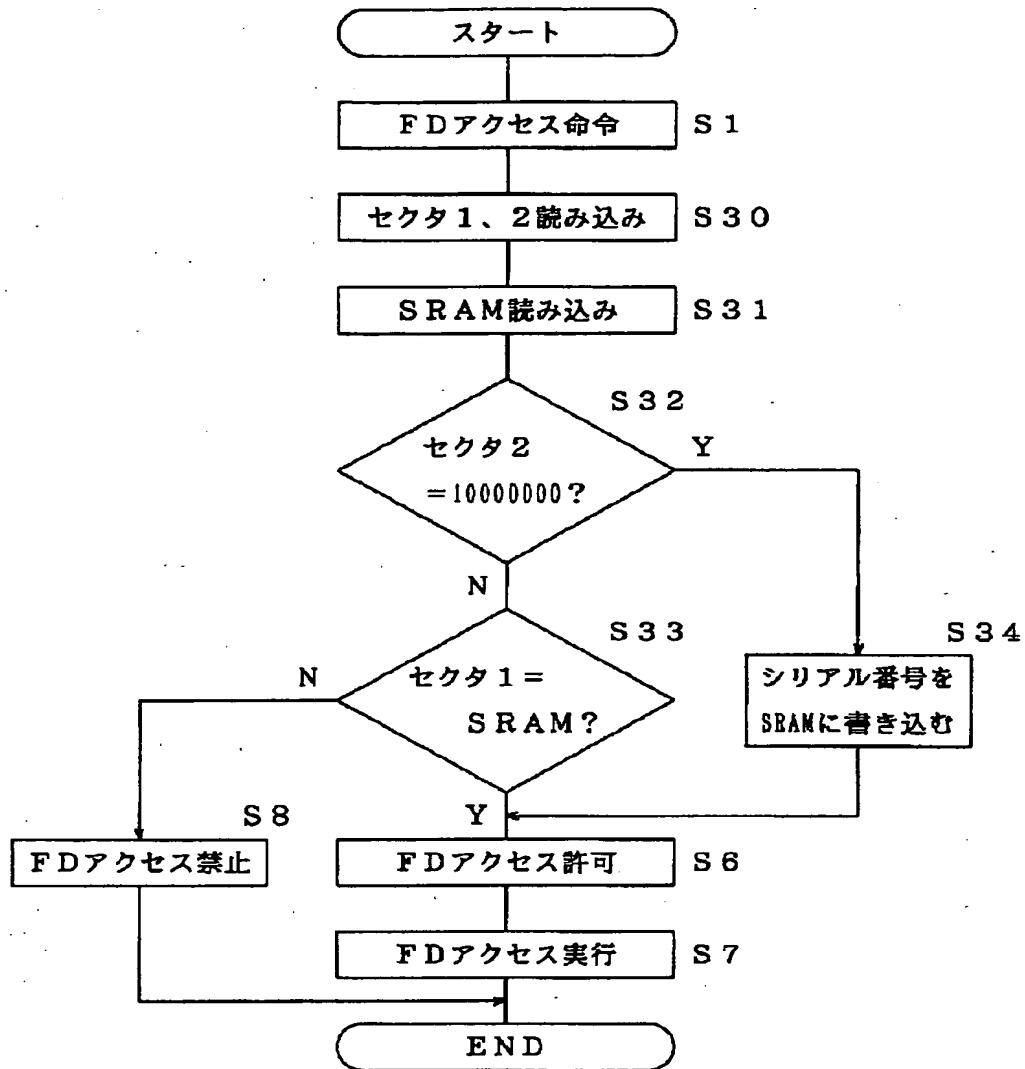 スタート
FDアクセス命令 S1
セクタ1、2読み込み S30
SRAM読み込み S31
S32
セクタ2
=10000000?
Y
N
S33
セクタ1=
SRAM?
N
S34
シリアル番号を
SRAMに書き込む
Y
S8
FDアクセス禁止
FDアクセス許可 S6
FDアクセス実行 S7
END